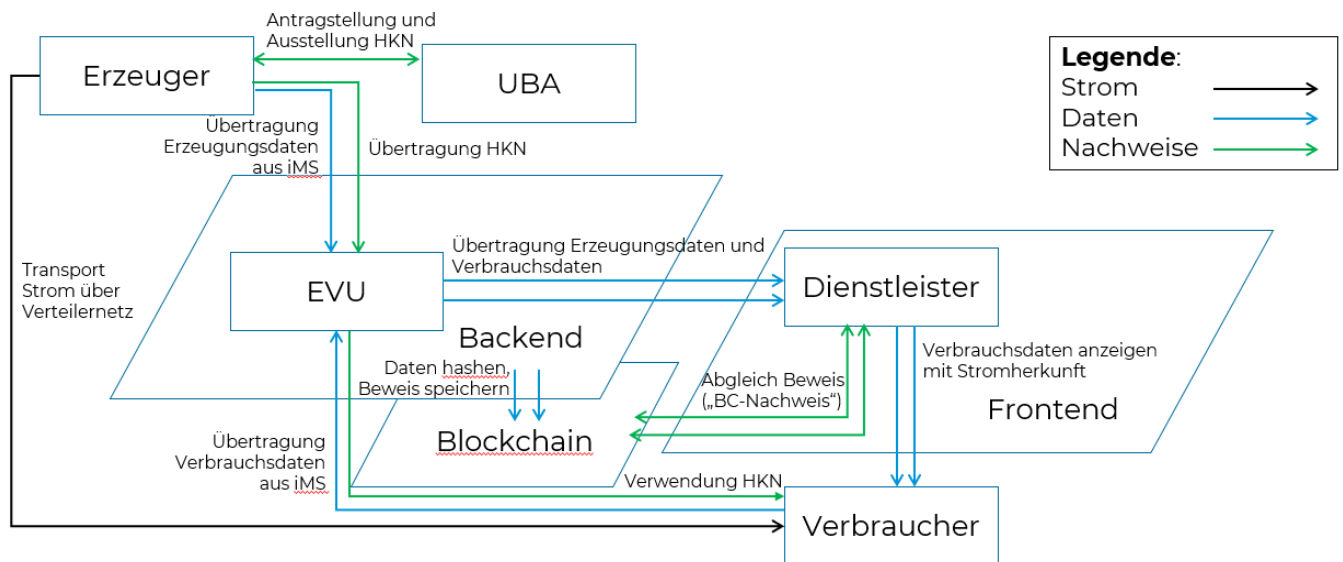 Antragstellung und
Ausstellung HKN
Erzeuger
UBA
Legende:
Strom
Daten
Nachweise
Übertragung
Erzeugungsdaten
aus iMS
Übertragung HKN
Transport
Strom über
Verteilernetz
EVU
Übertragung Erzeugungsdaten und
Verbrauchsdaten
Dienstleister
Backend
Daten hashen,
Beweis speichern
Abgleich Beweis
(„BC-Nachweis“)
Verbrauchsdaten anzeigen
mit Stromherkunft
Frontend
Blockchain
Übertragung
Verbrauchsdaten
aus iMS
Verwendung HKN
Verbraucher